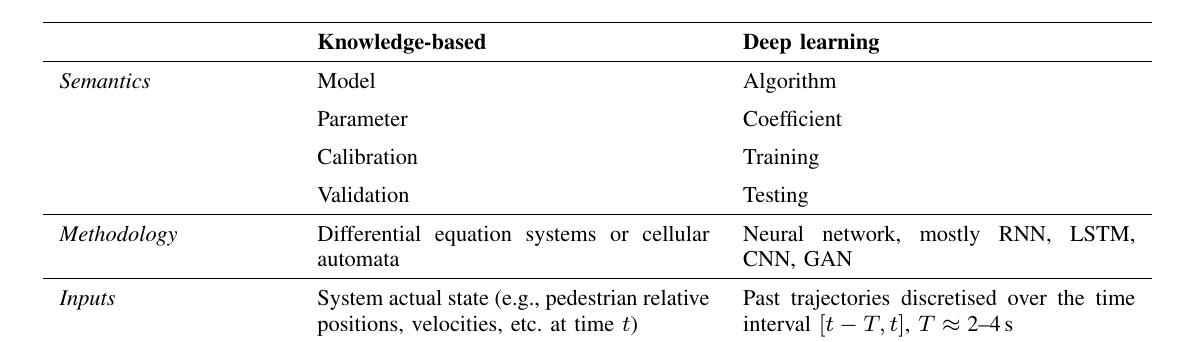 Knowledge-based Deep learning
Semantics Model Algorithm
Parameter Coefficient
Calibration Training
Validation Testing
Methodology Differential equation systems or cellular Neural network, mostly RNN, LSTM,
automata CNN, GAN
Inputs System actual state (e.g., pedestrian relative Past trajectories discretised over the time
positions, velocities, etc. at time t) interval [t − T, t], T ≈ 2–4 s